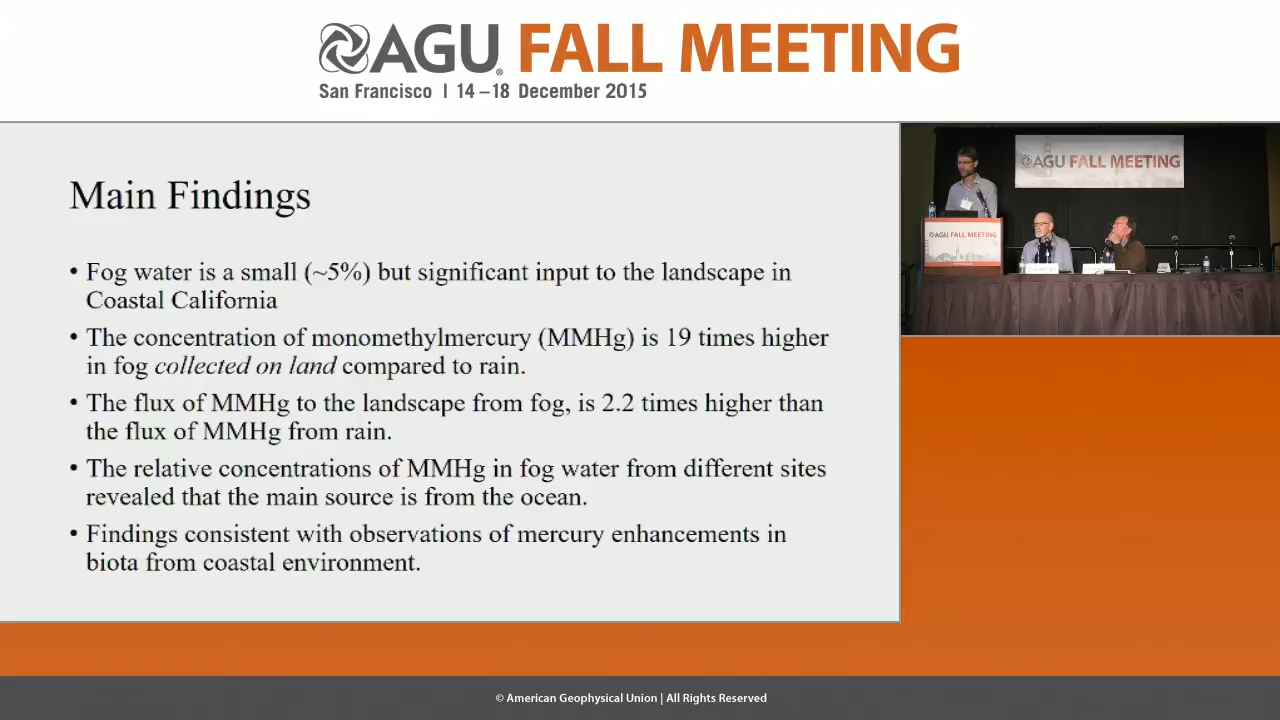 AGU FALL MEETING
San Francisco | 14–18 December 2015
Main Findings
• Fog water is a small (~5%) but significant input to the landscape in
Coastal California
• The concentration of monomethylmercury (MMHg) is 19 times higher
in fog collected on land compared to rain.
• The flux of MMHg to the landscape from fog, is 2.2 times higher than
the flux of MMHg from rain.
• The relative concentrations of MMHg in fog water from different sites
revealed that the main source is from the ocean.
• Findings consistent with observations of mercury enhancements in
biota from coastal environment.
AGU FALL MEETING
AGU FALL MEETING
© American Geophysical Union | All Rights Reserved